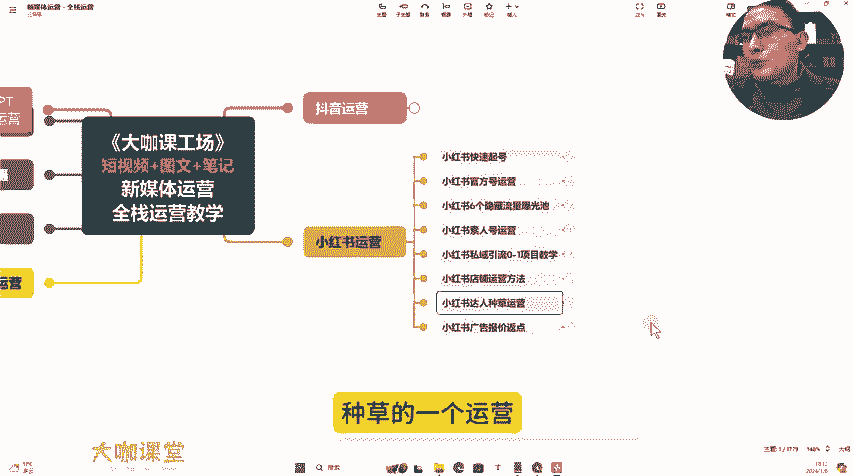 新媒体运营-全栈运营
PT
运营
《大咖课工场》
短视频+图文+笔记
新媒体运营
全栈运营教学
运营
抖音运营
小红书运营
小红书快速起号
小红书官方号运营
小红书6个隐藏流量曝光池
小红书素人号运营
小红书私域引流0-1项目教学
小红书店铺运营方法
小红书达人种草运营
小红书广告报价返点
种草的一个运营
大咖课堂
搜索